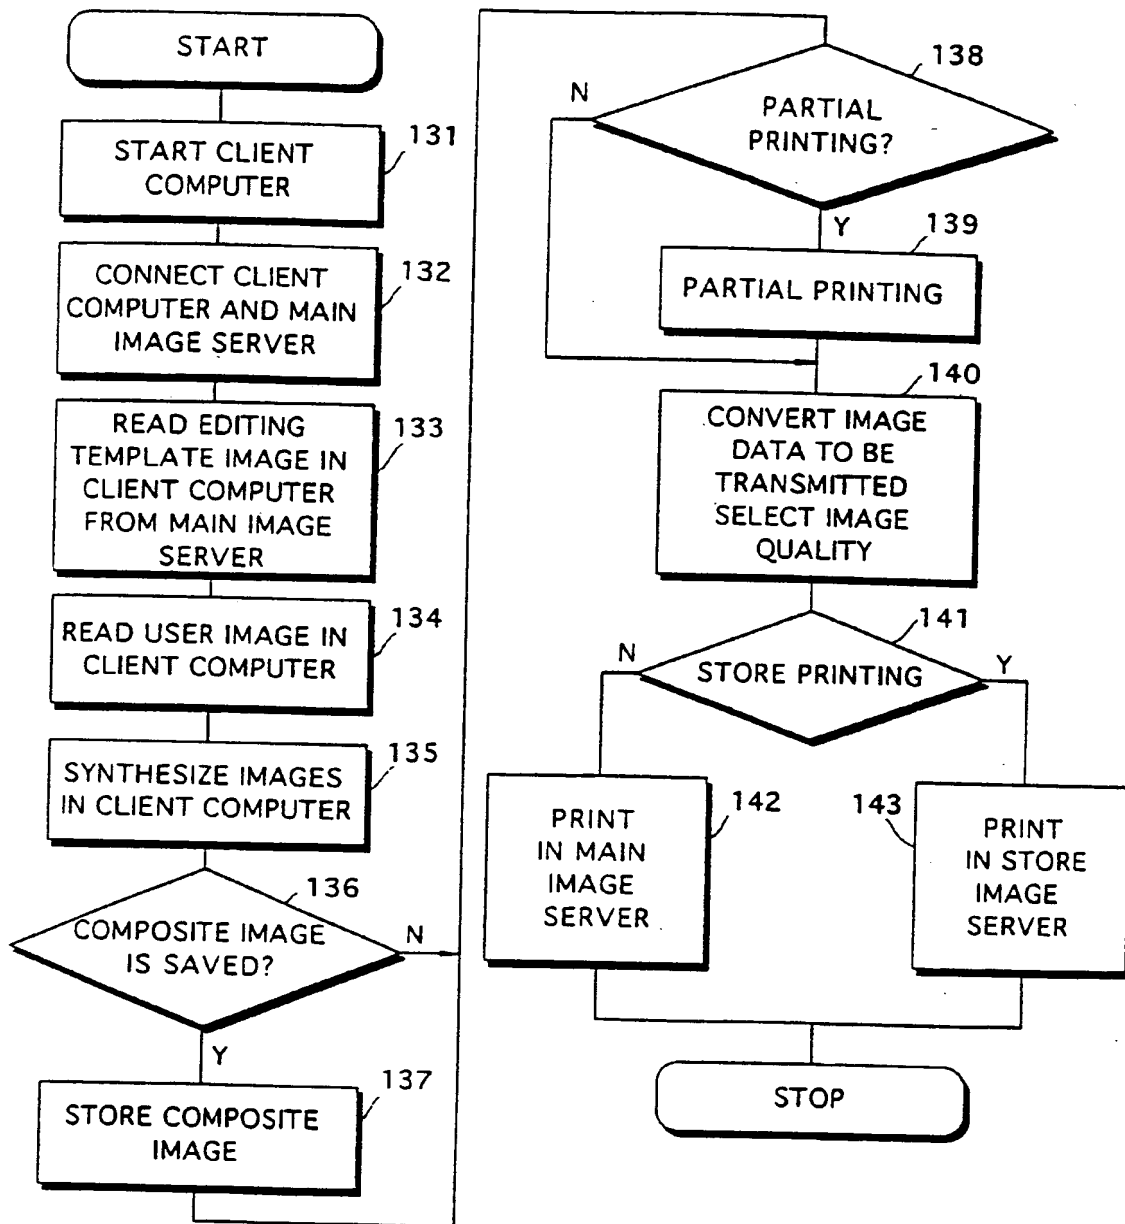 START
131
START CLIENT
COMPUTER
132
CONNECT CLIENT
COMPUTER AND MAIN
IMAGE SERVER
133
READ EDITING
TEMPLATE IMAGE IN
CLIENT COMPUTER
FROM MAIN IMAGE
SERVER
134
READ USER IMAGE IN
CLIENT COMPUTER
135
SYNTHESIZE IMAGES
IN CLIENT COMPUTER
136
COMPOSITE IMAGE
IS SAVED?
N
Y
137
STORE COMPOSITE
IMAGE
138
PARTIAL
PRINTING?
N
Y
139
PARTIAL PRINTING
140
CONVERT IMAGE
DATA TO BE
TRANSMITTED
SELECT IMAGE
QUALITY
141
STORE PRINTING
N
Y
142
PRINT
IN MAIN
IMAGE
SERVER
143
PRINT
IN STORE
IMAGE
SERVER
STOP